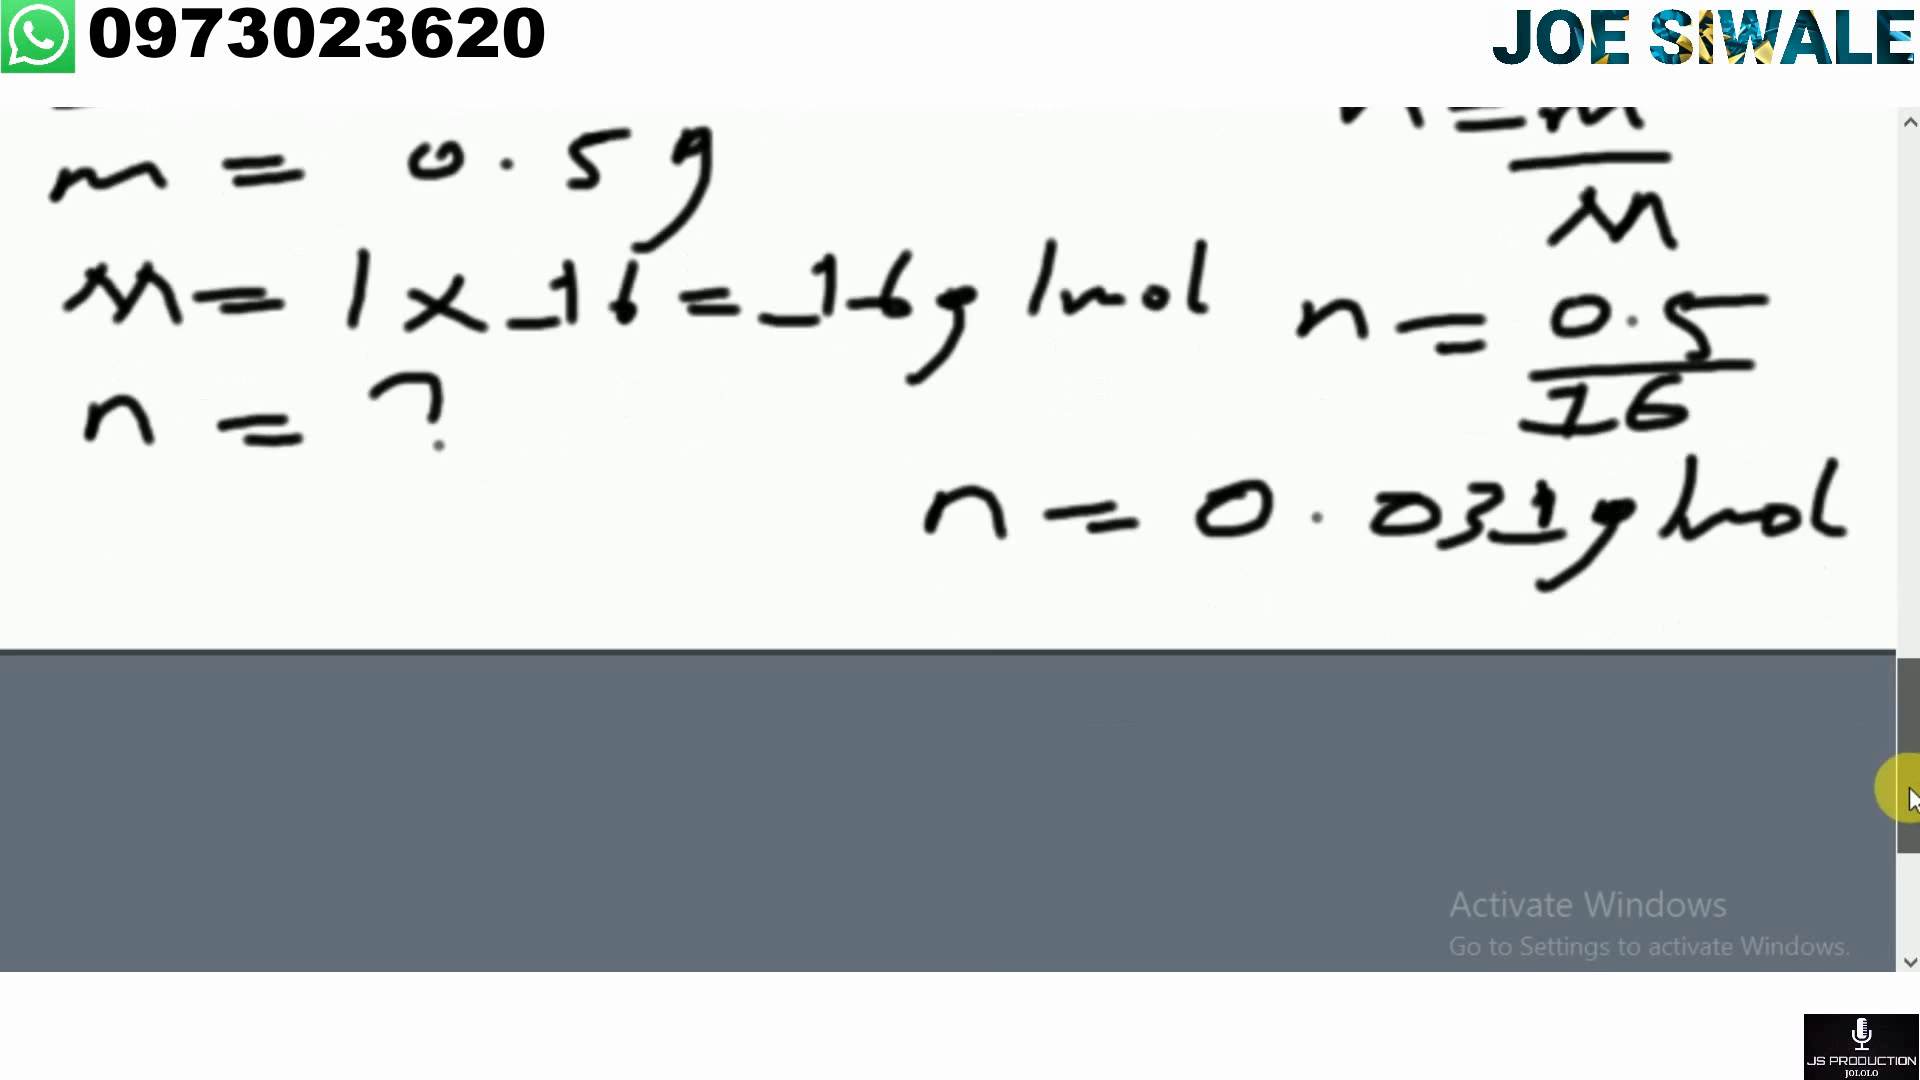 0973023620
JOE SIWALE
m = 0.5g
M = 1 x 16 = 16g/mol
n = ?
n = m
M
n = 0.5
16
n = 0.031g/mol
Activate Windows
Go to Settings to activate Windows.
JS PRODUCTION
JOLOLO